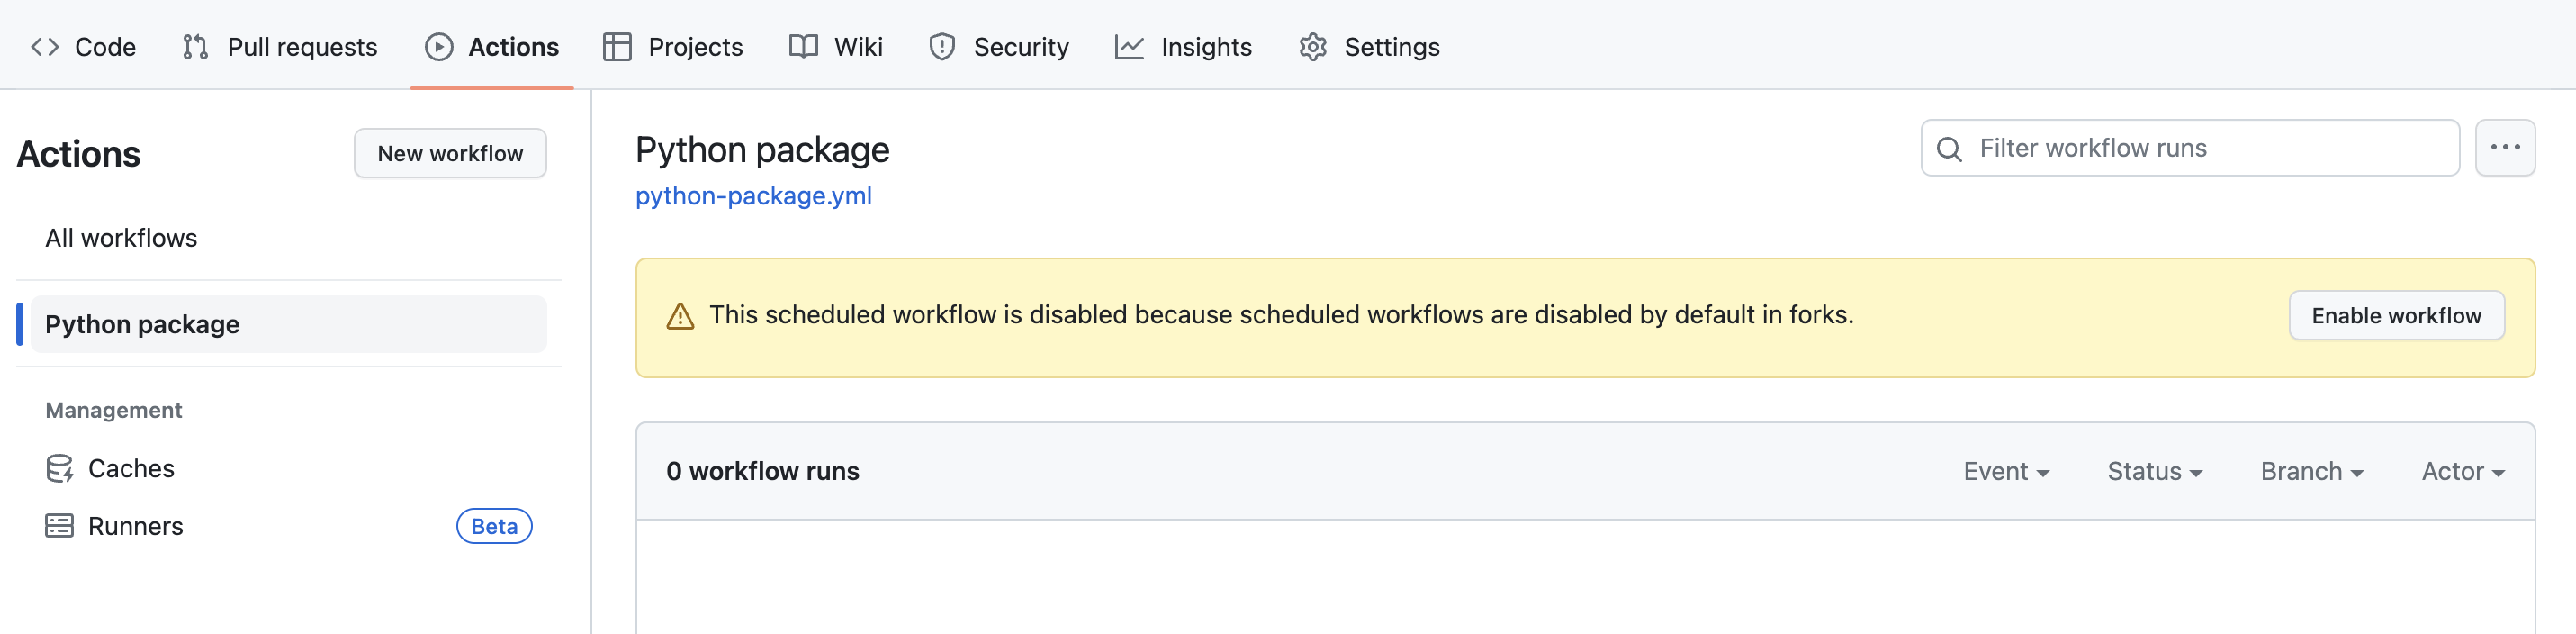 Code Pull requests Actions Projects Wiki Security Insights Settings
Actions
New workflow
All workflows
Python package
Management
Caches
Runners
Beta
Python package
python-package.yml
Filter workflow runs
This scheduled workflow is disabled because scheduled workflows are disabled by default in forks.
Enable workflow
0 workflow runs
Event Status Branch Actor